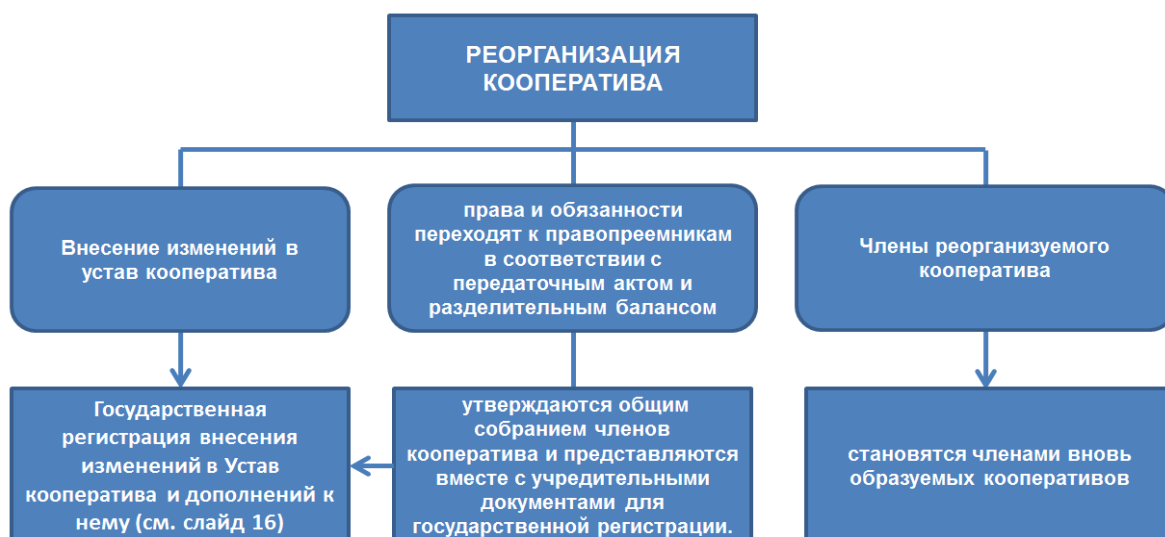 РЕОРГАНИЗАЦИЯ
КООПЕРАТИВА
Внесение изменений в
устав кооператива
права и обязанности
переходят к правопреемникам
в соответствии с
передаточным актом и
разделительным балансом
Члены реорганизуемого
кооператива
Государственная
регистрация внесения
изменений в Устав
кооператива и дополнений к
нему (см. слайд 16)
утверждаются общим
собранием членов
кооператива и представляются
вместе с учредительными
документами для
государственной регистрации.
становятся членами вновь
образуемых кооперативов